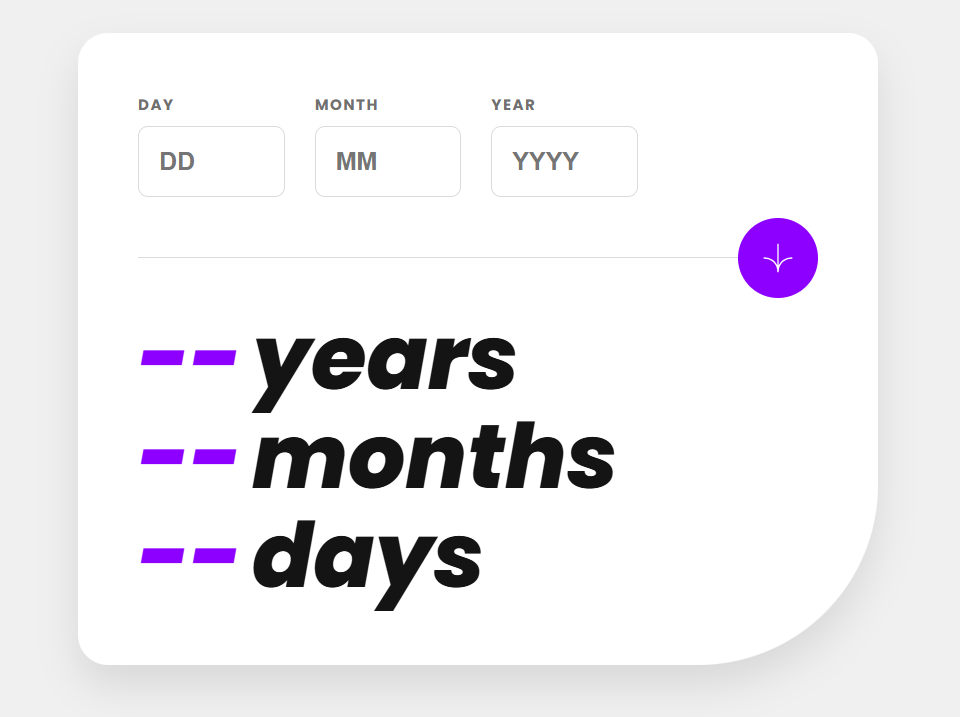 DAY MONTH YEAR
DD MM YYYY
-- years
-- months
-- days